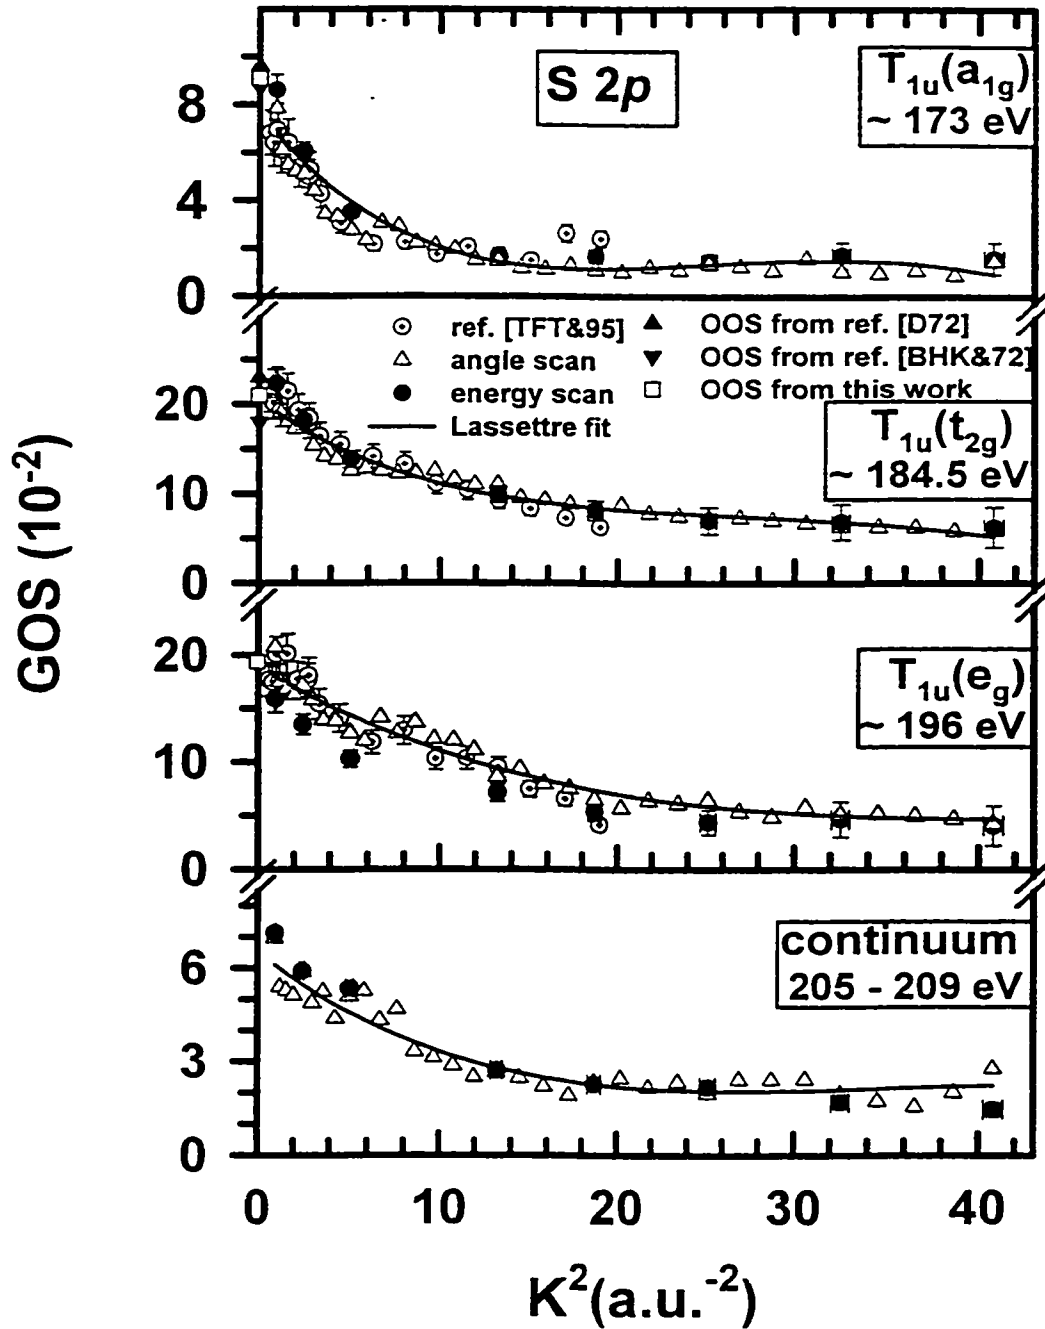 S 2p
T1u(a1g)
~ 173 eV
8
4
0
ref. [TFT&95]
angle scan
energy scan
Lassettre fit
OOS from ref. [D72]
OOS from ref. [BHK&72]
OOS from this work
T1u(t2g)
~ 184.5 eV
20
10
0
T1u(eg)
~ 196 eV
20
10
0
continuum
205 - 209 eV
6
3
0
0 10 20 30 40
GOS (10⁻²)
K²(a.u.⁻²)